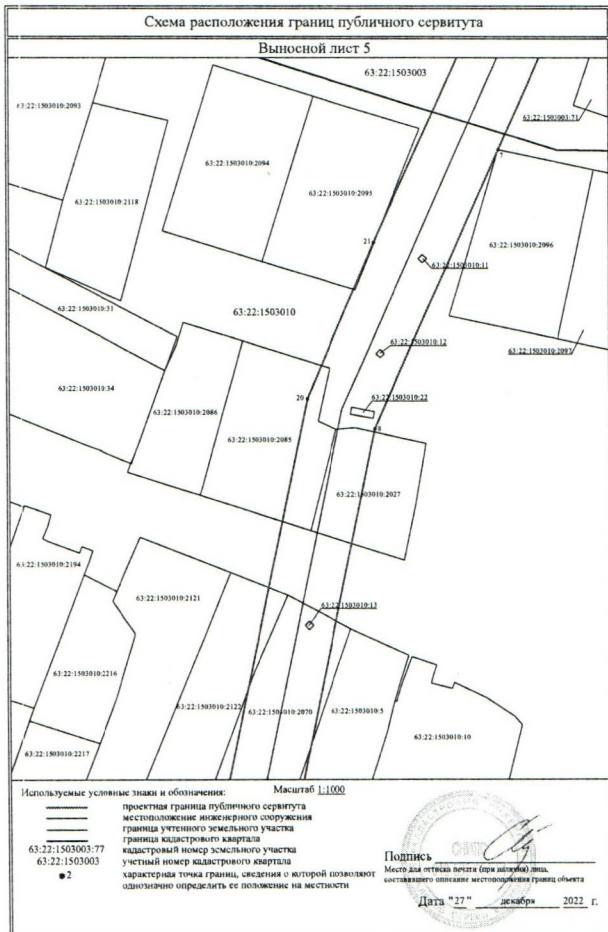 Схема расположения границ публичного сервитута
Выносной лист 5
63:22:1503003
63:22:1503010:2093
63:22:1503003:71
7
63:22:1503010:2094
63:22:1503010:2095
63:22:1503010:2118
21
63:22:1503010:2096
63:22:1503010:11
63:22:1503010:31
63:22:1503010
63:22:1503010:12
63:22:1503010:2097
63:22:1503010:34
20
63:22:1503010:22
63:22:1503010:2086
8
63:22:1503010:2085
63:22:1503010:2027
63:22:1503010:2194
63:22:1503010:2121
63:22:1503010:13
63:22:1503010:2216
63:22:1503010:2122
63:22:1503010:2070
63:22:1503010:5
63:22:1503010:10
63:22:1503010:2217
Используемые условные знаки и обозначения:
Масштаб 1:1000
проектная граница публичного сервитута
местоположение инженерного сооружения
граница учтенного земельного участка
граница кадастрового квартала
63:22:1503003:77 кадастровый номер земельного участка
63:22:1503003 учетный номер кадастрового квартала
2 характерная точка границ, сведения о которой позволяют
однозначно определить ее положение на местности
Подпись
Место для оттиска печати (при наличии) лица,
составившего описание местоположения границ объекта
Дата "27" декабря 2022 г.